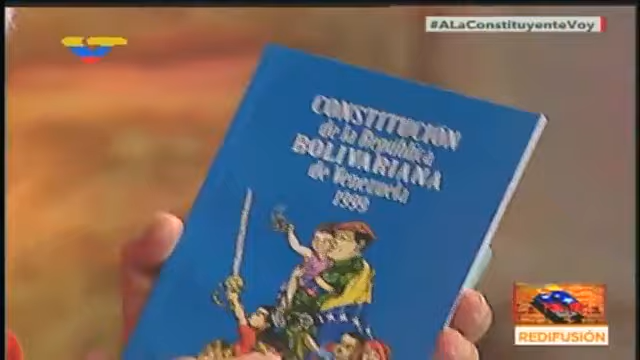 #ALaConstituyenteVoy
CONSTITUCIÓN
de la República
BOLIVARIANA
de Venezuela
1999
REDIFUSIÓN